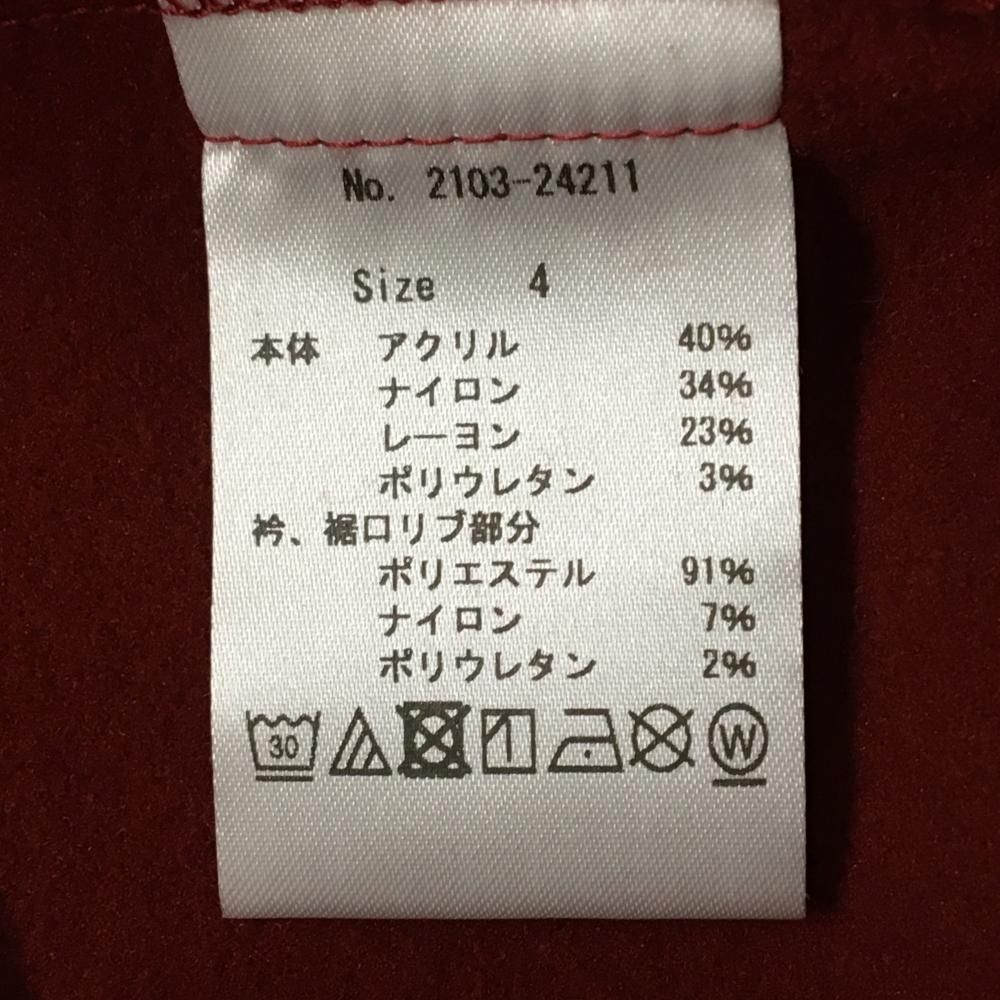 No. 2103-24211
Size 4
本体 アクリル 40%
ナイロン 34%
レーヨン 23%
ポリウレタン 3%
衿、裾口リブ部分
ポリエステル 91%
ナイロン 7%
ポリウレタン 2%
30 W